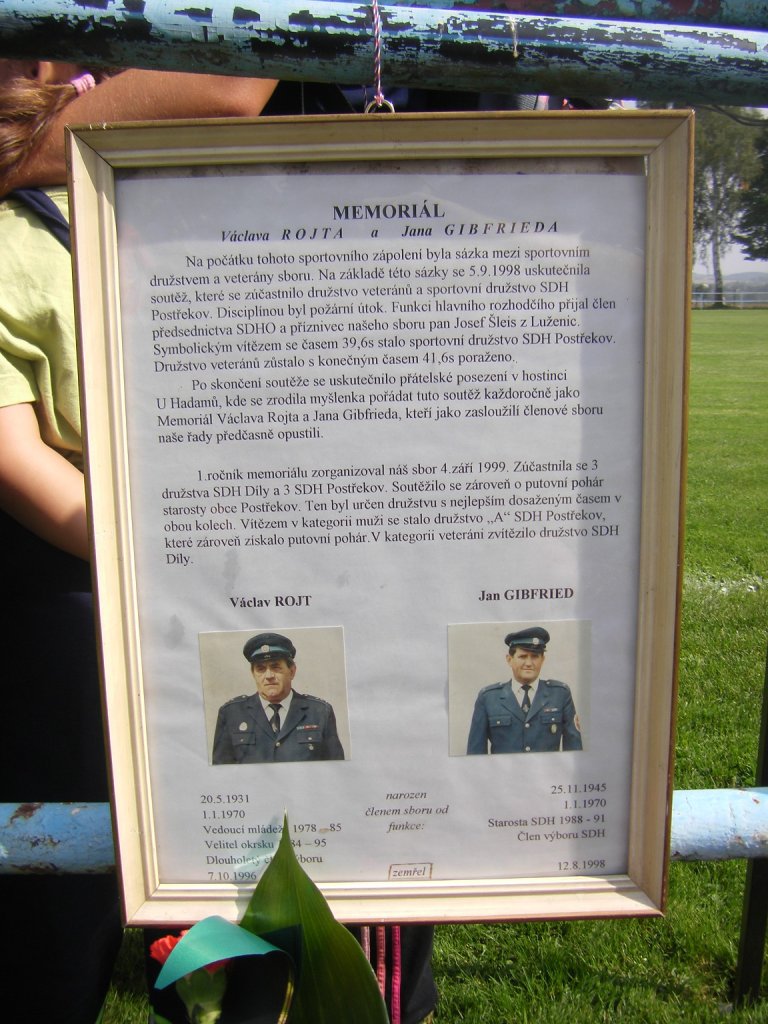 MEMORIÁL
Václava ROJTA a Jana GIBFRIEDA
Na počátku tohoto sportovního zápolení byla sázka mezi sportovním
družstvem a veterány sboru. Na základě této sázky se 5.9.1998 uskutečnila
soutěž, které se zúčastnilo družstvo veteránů a sportovní družstvo SDH
Postřekov. Disciplínou byl požární útok. Funkci hlavního rozhodčího přijal člen
předsednictva SDHO a příznivec našeho sboru pan Josef Šleis z Luženic.
Symbolickým vítězem se časem 39,6s stalo sportovní družstvo SDH Postřekov.
Družstvo veteránů zůstalo s konečným časem 41,6s poraženo.
Po skončení soutěže se uskutečnilo přátelské posezení v hostinci
U Hadamů, kde se zrodila myšlenka pořádat tuto soutěž každoročně jako
Memoriál Václava Rojta a Jana Gibfrieda, kteří jako zasloužilí členové sboru
naše řady předčasně opustili.
1.ročník memoriálu zorganizoval náš sbor 4.září 1999. Zúčastnila se 3
družstva SDH Díly a 3 SDH Postřekov. Soutěžilo se zároveň o putovní pohár
starosty obce Postřekov. Ten byl určen družstvu s nejlepším dosaženým časem v
obou kolech. Vítězem v kategorii muži se stalo družstvo „A“ SDH Postřekov,
které zároveň získalo putovní pohár.V kategorii veteráni zvítězilo družstvo SDH
Díly.
Václav ROJT Jan GIBFRIED
20.5.1931 narozen 25.11.1945
1.1.1970 členem sboru od 1.1.1970
Vedoucí mládeže 1978 – 85 funkce: Starosta SDH 1988 - 91
Velitel okrsku 84 – 95 Člen výboru SDH
Dlouholetý výboru
7.10.1996 zemřel 12.8.1998